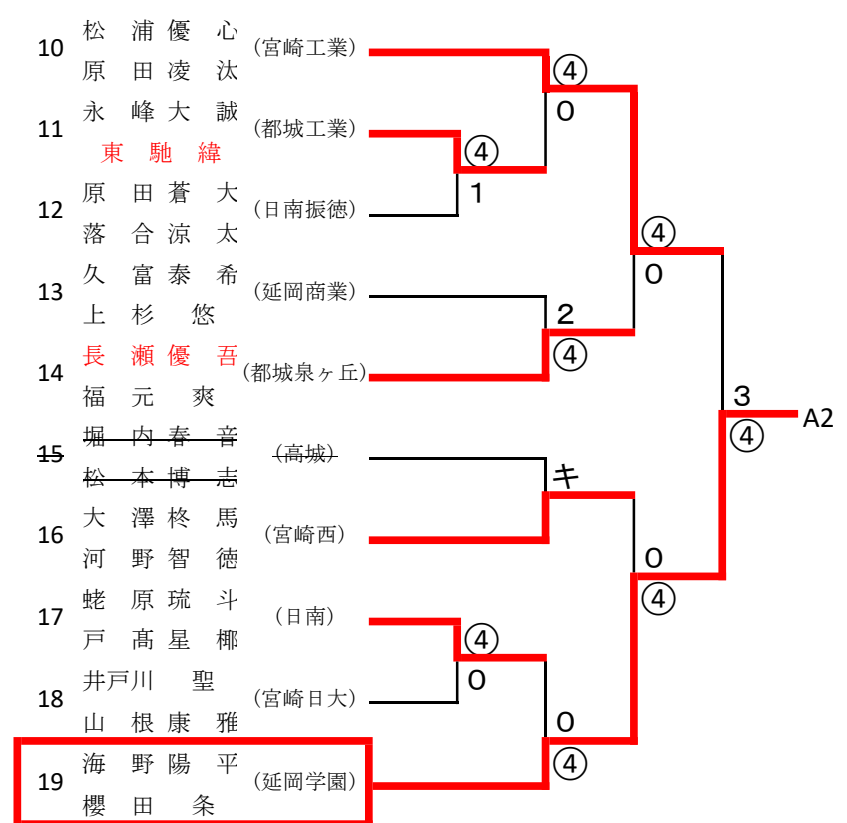 10 松浦優心 (宮崎工業)
原田凌汰
④
0
永峰大誠
11 (都城工業)
東馳緯
④
1
原田蒼大
12 (日南振徳)
落合涼太
④
0
久富泰希
13 (延岡商業)
上杉悠
2
④
長瀬優吾
14 (都城泉ヶ丘)
福元爽
3
④
A2
堀内春音
15 (高城)
松本博志
キ
大澤柊馬
16 (宮崎西)
河野智徳
0
④
蛯原琉斗
17 (日南)
戸髙星椰
④
0
井戸川聖
18 (宮崎日大)
山根康雅
0
④
海野陽平
19 (延岡学園)
櫻田条